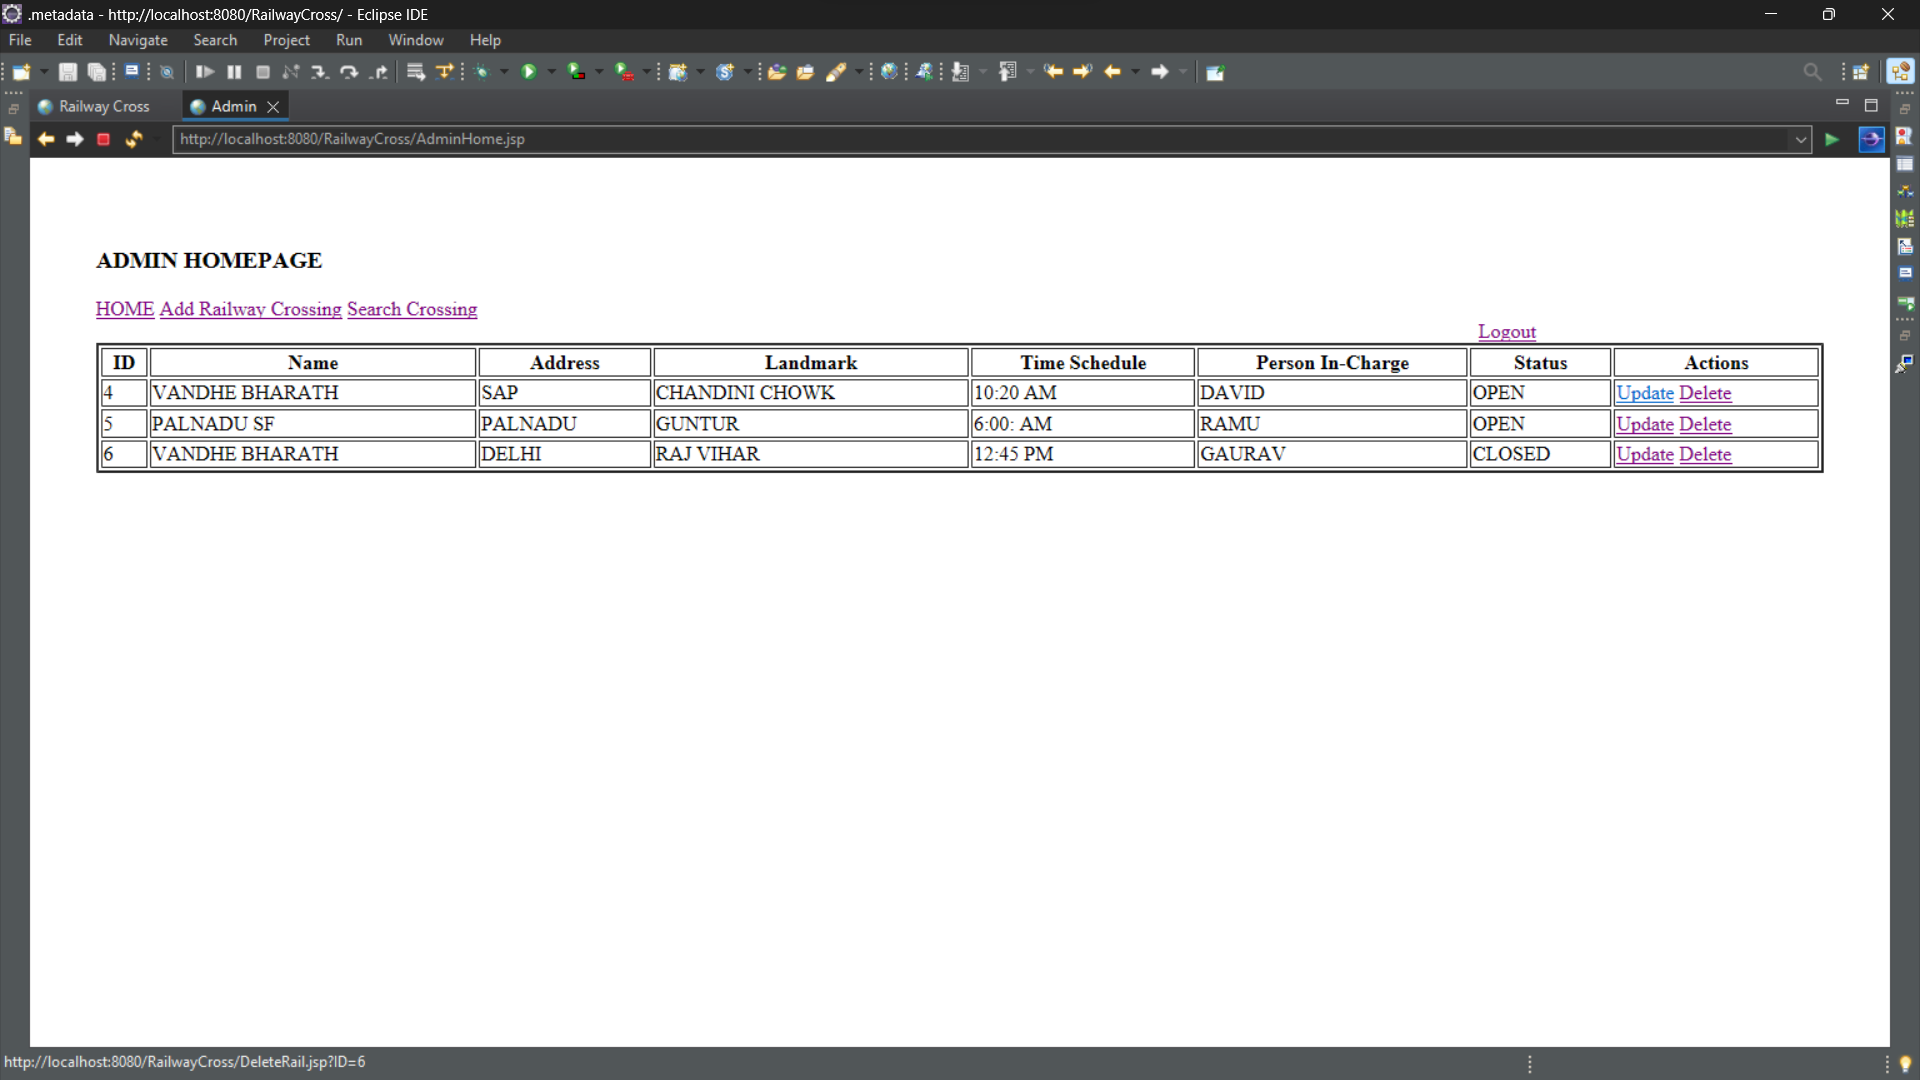 .metadata - http://localhost:8080/RailwayCross/ - Eclipse IDE
File Edit Navigate Search Project Run Window Help
Railway Cross Admin
http://localhost:8080/RailwayCross/AdminHome.jsp
ADMIN HOMEPAGE
HOME Add Railway Crossing Search Crossing
Logout
ID Name Address Landmark Time Schedule Person In-Charge Status Actions
4 VANDHE BHARATH SAP CHANDINI CHOWK 10:20 AM DAVID OPEN Update Delete
5 PALNADU SF PALNADU GUNTUR 6:00: AM RAMU OPEN Update Delete
6 VANDHE BHARATH DELHI RAJ VIHAR 12:45 PM GAURAV CLOSED Update Delete
http://localhost:8080/RailwayCross/DeleteRail.jsp?ID=6